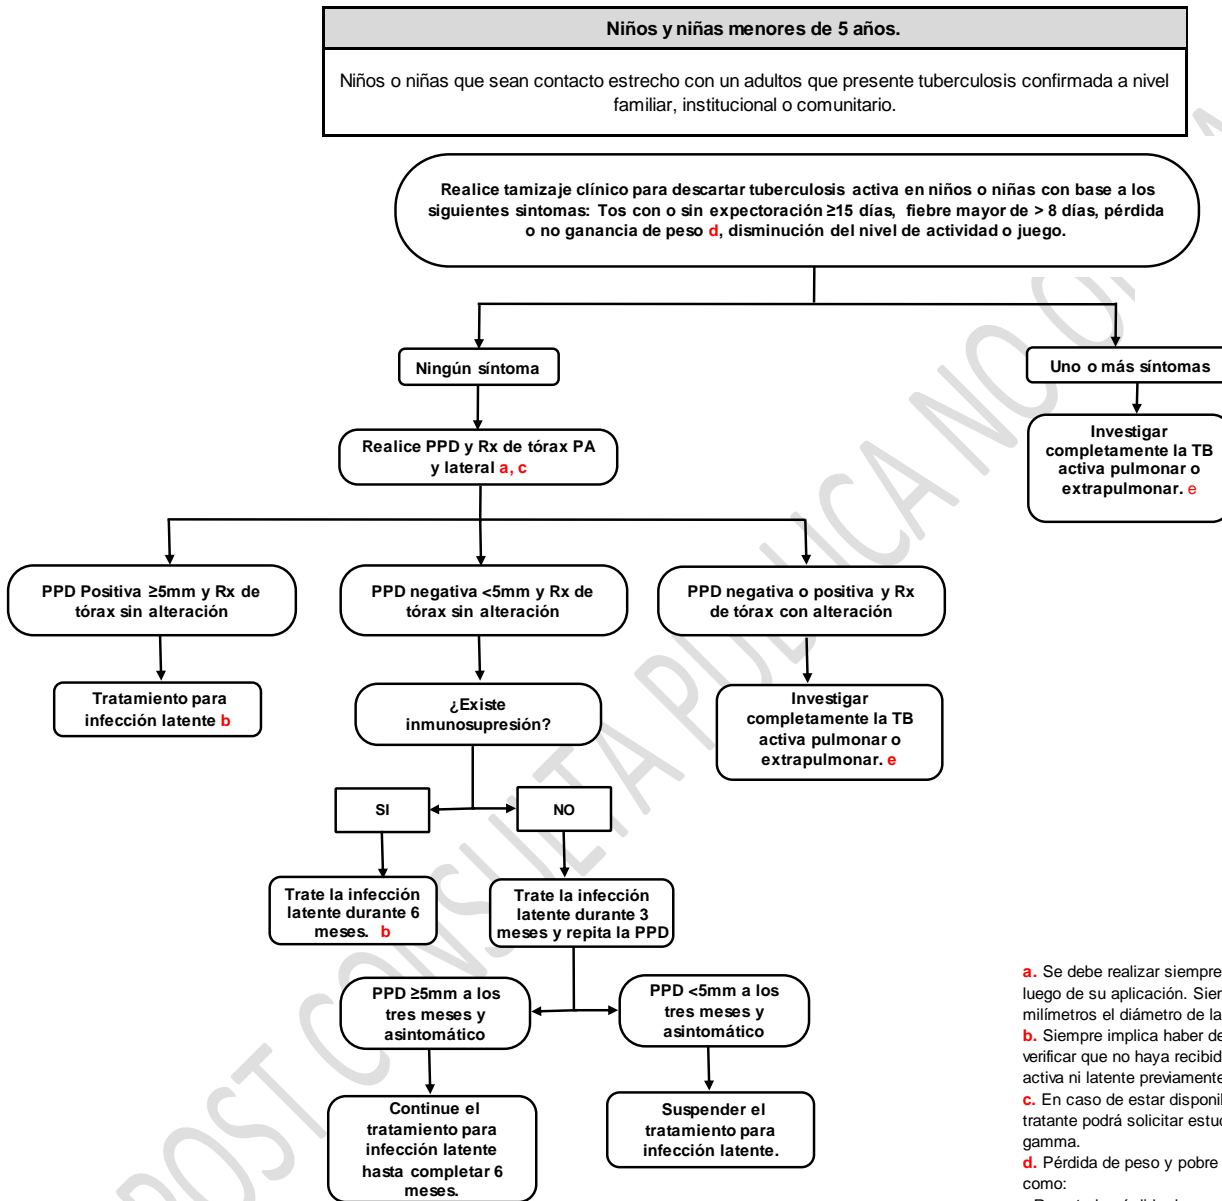 Niños y niñas menores de 5 años.
Niños o niñas que sean contacto estrecho con un adultos que presente tuberculosis confirmada a nivel
familiar, institucional o comunitario.
Realice tamizaje clínico para descartar tuberculosis activa en niños o niñas con base a los
siguientes sintomas: Tos con o sin expectoración ≥15 días, fiebre mayor de > 8 días, pérdida
o no ganancia de peso d, disminución del nivel de actividad o juego.
Ningún síntoma
Uno o más síntomas
Realice PPD y Rx de tórax PA
y lateral a, c
Investigar
completamente la TB
activa pulmonar o
extrapulmonar. e
PPD Positiva ≥5mm y Rx de
tórax sin alteración
PPD negativa <5mm y Rx de
tórax sin alteración
PPD negativa o positiva y Rx
de tórax con alteración
Tratamiento para
infección latente b
¿Existe
inmunosupresión?
Investigar
completamente la TB
activa pulmonar o
extrapulmonar. e
SI
NO
Trate la infección
latente durante 6
meses. b
Trate la infección
latente durante 3
meses y repita la PPD
PPD ≥5mm a los
tres meses y
asintomático
PPD <5mm a los
tres meses y
asintomático
Continue el
tratamiento para
infección latente
hasta completar 6
meses.
Suspender el
tratamiento para
infección latente.
a. Se debe realizar siempre
luego de su aplicación. Sien
milímetros el diámetro de la
b. Siempre implica haber de
verificar que no haya recibid
activa ni latente previamente
c. En caso de estar disponil
tratante podrá solicitar estuc
gamma.
d. Pérdida de peso y pobre
como:
POST CONSULTA PUBLICA NO